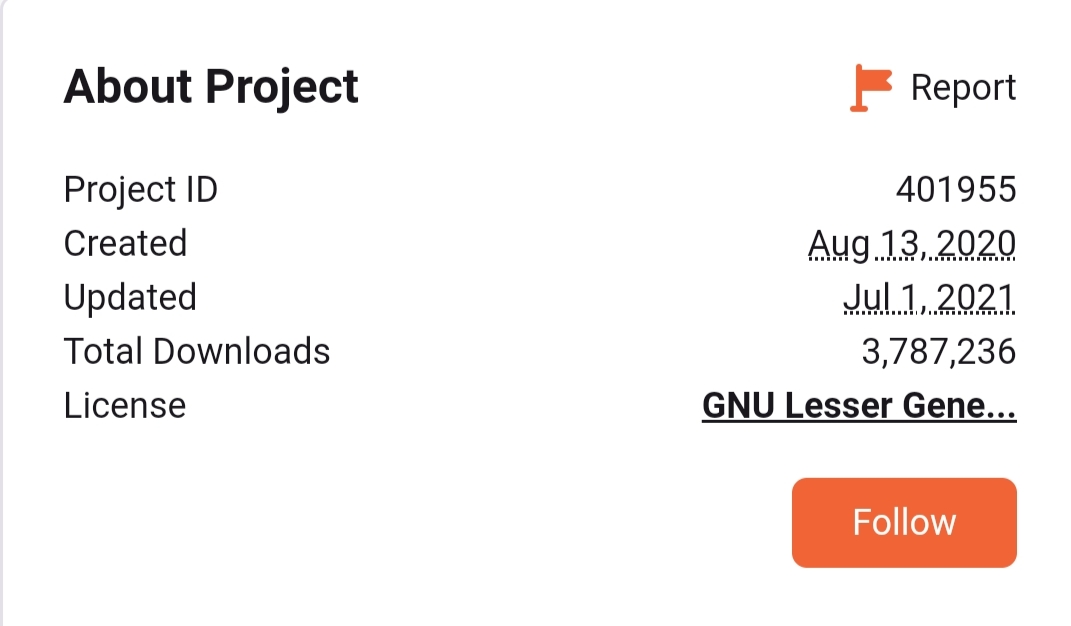 About Project
Report
Project ID 401955
Created Aug 13, 2020
Updated Jul 1, 2021
Total Downloads 3,787,236
License GNU Lesser Gene...
Follow